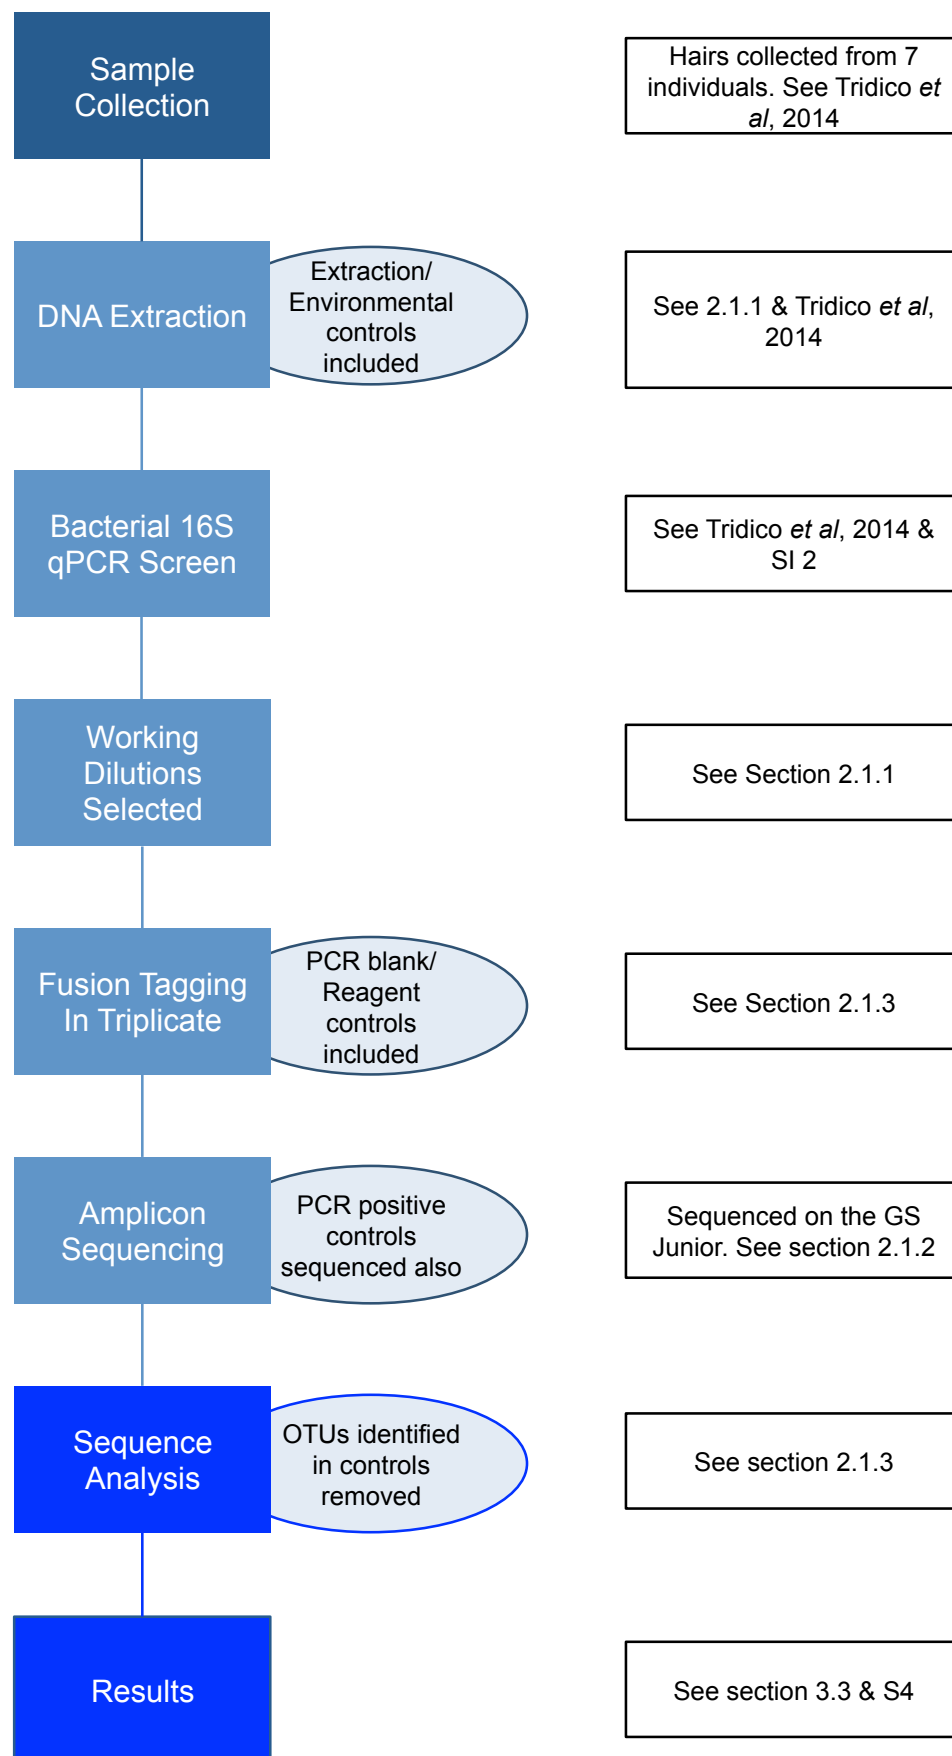 Sample
Collection
Hairs collected from 7
individuals. See Tridico et
al, 2014
DNA Extraction
Extraction/
Environmental
controls
included
See 2.1.1 & Tridico et al,
2014
Bacterial 16S
qPCR Screen
See Tridico et al, 2014 &
SI 2
Working
Dilutions
Selected
See Section 2.1.1
Fusion Tagging
In Triplicate
PCR blank/
Reagent
controls
included
See Section 2.1.3
Amplicon
Sequencing
PCR positive
controls
sequenced also
Sequenced on the GS
Junior. See section 2.1.2
Sequence
Analysis
OTUs identified
in controls
removed
See section 2.1.3
Results
See section 3.3 & S4